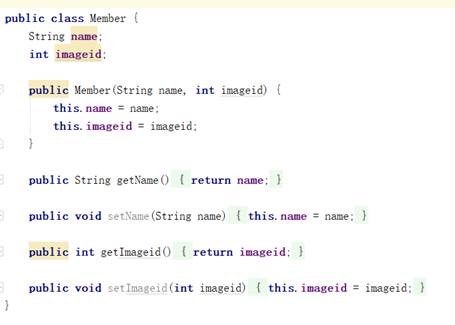 public class Member {
    String name;
    int imageid;
    public Member(String name, int imageid) {
        this.name = name;
        this.imageid = imageid;
    }
    public String getName() { return name; }
    public void setName(String name) { this.name = name; }
    public int getImageid() { return imageid; }
    public void setImageid(int imageid) { this.imageid = imageid; }
}